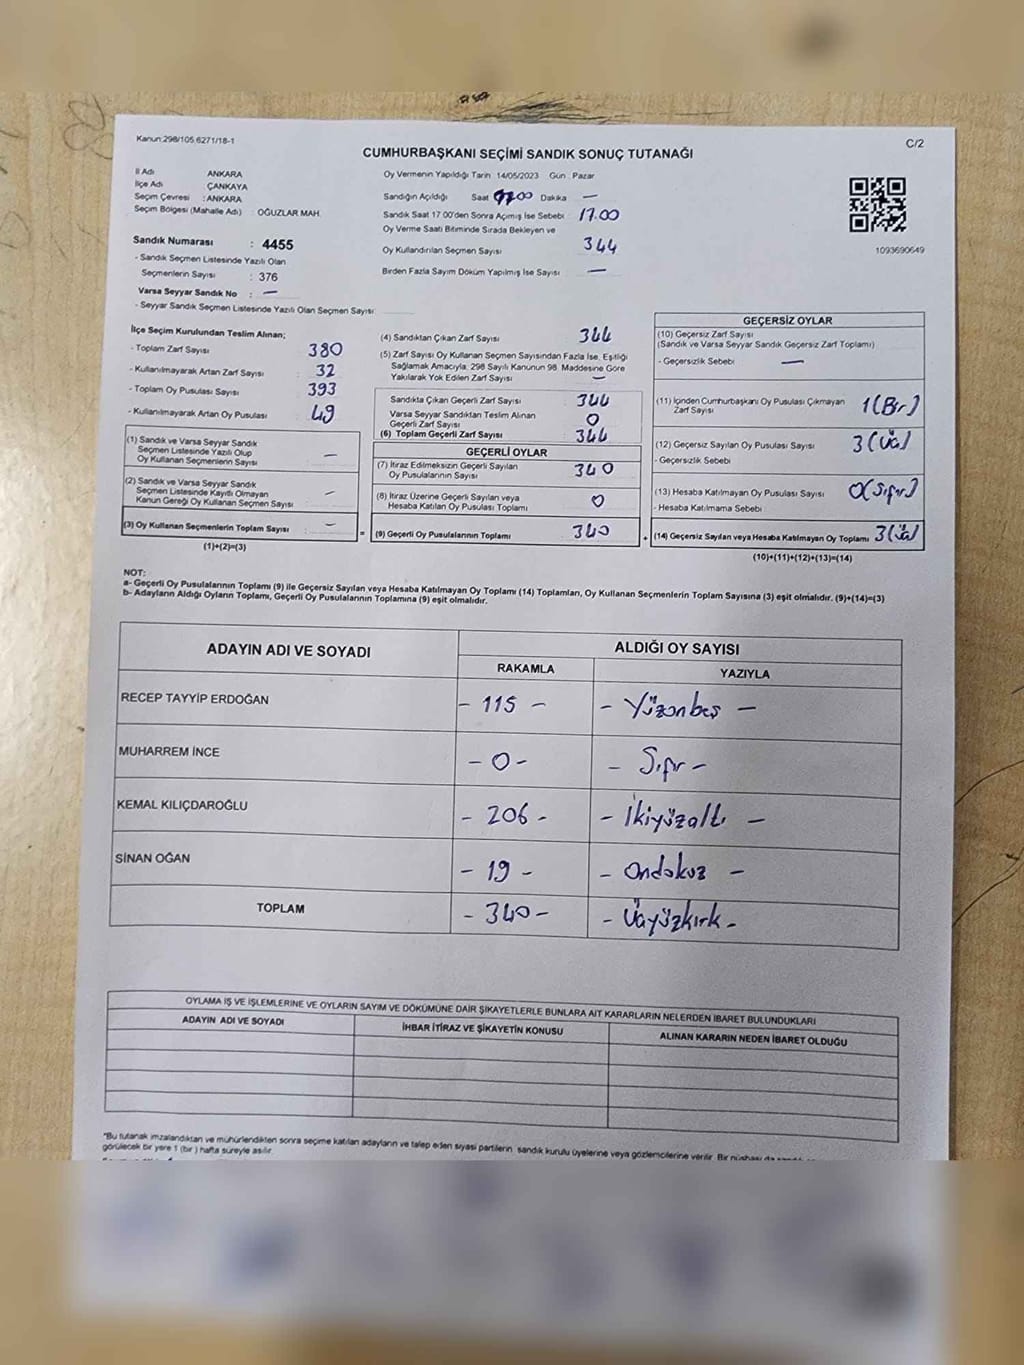 Kanun:298/105,6271/18-1
C/2
CUMHURBAŞKANI SEÇİMİ SANDIK SONUÇ TUTANAĞI
İl Adı ANKARA
İlçe Adı ÇANKAYA
Seçim Çevresi : ANKARA
Seçim Bölgesi (Mahalle Adı) : OĞUZLAR MAH.
Sandık Numarası : 4455
- Sandık Seçmen Listesinde Yazılı Olan
Seçmenlerin Sayısı : 376
Varsa Seyyar Sandık No : —
- Seyyar Sandık Seçmen Listesinde Yazılı Olan Seçmen Sayısı:
Oy Vermenin Yapıldığı Tarih 14/05/2023 Gün : Pazar
Sandığın Açıldığı Saat 17.00 Dakika —
Sandık Saat 17.00'den Sonra Açımış İse Sebebi : 17.00
Oy Verme Saati Bitiminde Sırada Bekleyen ve
Oy Kullandırılan Seçmen Sayısı 344
Birden Fazla Sayım Döküm Yapılmış İse Sayısı : —
1093690649
İlçe Seçim Kurulundan Teslim Alınan;
- Toplam Zarf Sayısı 380
- Kullanılmayarak Artan Zarf Sayısı : 32
- Toplam Oy Pusulası Sayısı : 393
- Kullanılmayarak Artan Oy Pusulası : 49
(1) Sandık ve Varsa Seyyar Sandık
Seçmen Listesinde Yazılı Olup
Oy Kullanan Seçmenlerin Sayısı —
(2) Sandık ve Varsa Seyyar Sandık
Seçmen Listesinde Kayıtlı Olmayan
Kanun Gereği Oy Kullanan Seçmen Sayısı —
(3) Oy Kullanan Seçmenlerin Toplam Sayısı : —
(1)+(2)=(3)
=
(4) Sandıktan Çıkan Zarf Sayısı : 344
(5) Zarf Sayısı Oy Kullanan Seçmen Sayısından Fazla İse, Eşitliği
Sağlamak Amacıyla, 298 Sayılı Kanunun 98. Maddesine Göre
Yakılarak Yok Edilen Zarf Sayısı : —
Sandıkta Çıkan Geçerli Zarf Sayısı : 344
Varsa Seyyar Sandıktan Teslim Alınan
Geçerli Zarf Sayısı : 0
(6) Toplam Geçerli Zarf Sayısı : 344
GEÇERLİ OYLAR
(7) İtiraz Edilmeksizin Geçerli Sayılan
Oy Pusulalarının Sayısı : 340
(8) İtiraz Üzerine Geçerli Sayılan veya
Hesaba Katılan Oy Pusulası Toplamı : 0
(9) Geçerli Oy Pusulalarının Toplamı : 340
+
GEÇERSİZ OYLAR
(10) Geçersiz Zarf Sayısı
(Sandık ve Varsa Seyyar Sandık Geçersiz Zarf Toplamı)
- Geçersizlik Sebebi : —
(11) İçinden Cumhurbaşkanı Oy Pusulası Çıkmayan
Zarf Sayısı : 1 (Bir)
(12) Geçersiz Sayılan Oy Pusulası Sayısı : 3 (Üç)
- Geçersizlik Sebebi :
(13) Hesaba Katılmayan Oy Pusulası Sayısı : 0 (Sıfır)
- Hesaba Katılmama Sebebi :
(14) Geçersiz Sayılan veya Hesaba Katılmayan Oy Toplamı : 3 (Üç)
(10)+(11)+(12)+(13)=(14)
NOT:
a- Geçerli Oy Pusulalarının Toplamı (9) ile Geçersiz Sayılan veya Hesaba Katılmayan Oy Toplamı (14) Toplamları, Oy Kullanan Seçmenlerin Toplam Sayısına (3) eşit olmalıdır. (9)+(14)=(3)
b- Adayların Aldığı Oyların Toplamı, Geçerli Oy Pusulalarının Toplamına (9) eşit olmalıdır.
ADAYIN ADI VE SOYADI
ALDIĞI OY SAYISI
RAKAMLA YAZIYLA
RECEP TAYYİP ERDOĞAN - 115 - - Yüzonbeş -
MUHARREM İNCE - 0 - - Sıfır -
KEMAL KILIÇDAROĞLU - 206 - - İkiyüzaltı -
SİNAN OĞAN - 19 - - Ondokuz -
TOPLAM - 340 - - Üçyüzkırk -
OYLAMA İŞ VE İŞLEMLERİNE VE OYLARIN SAYIM VE DÖKÜMÜNE DAİR ŞİKAYETLERLE BUNLARA AİT KARARLARIN NELERDEN İBARET BULUNDUKLARI
ADAYIN ADI VE SOYADI İHBAR İTİRAZ VE ŞİKAYETİN KONUSU ALINAN KARARIN NEDEN İBARET OLDUĞU
*Bu tutanak imzalandıktan ve mühürlendikten sonra seçime katılan adayların ve talep eden siyasi partilerin sandık kurulu üyelerine veya gözlemcilerine verilir. Bir nüshası da
görülecek bir yere 1 (bir) hafta süreyle asılır.